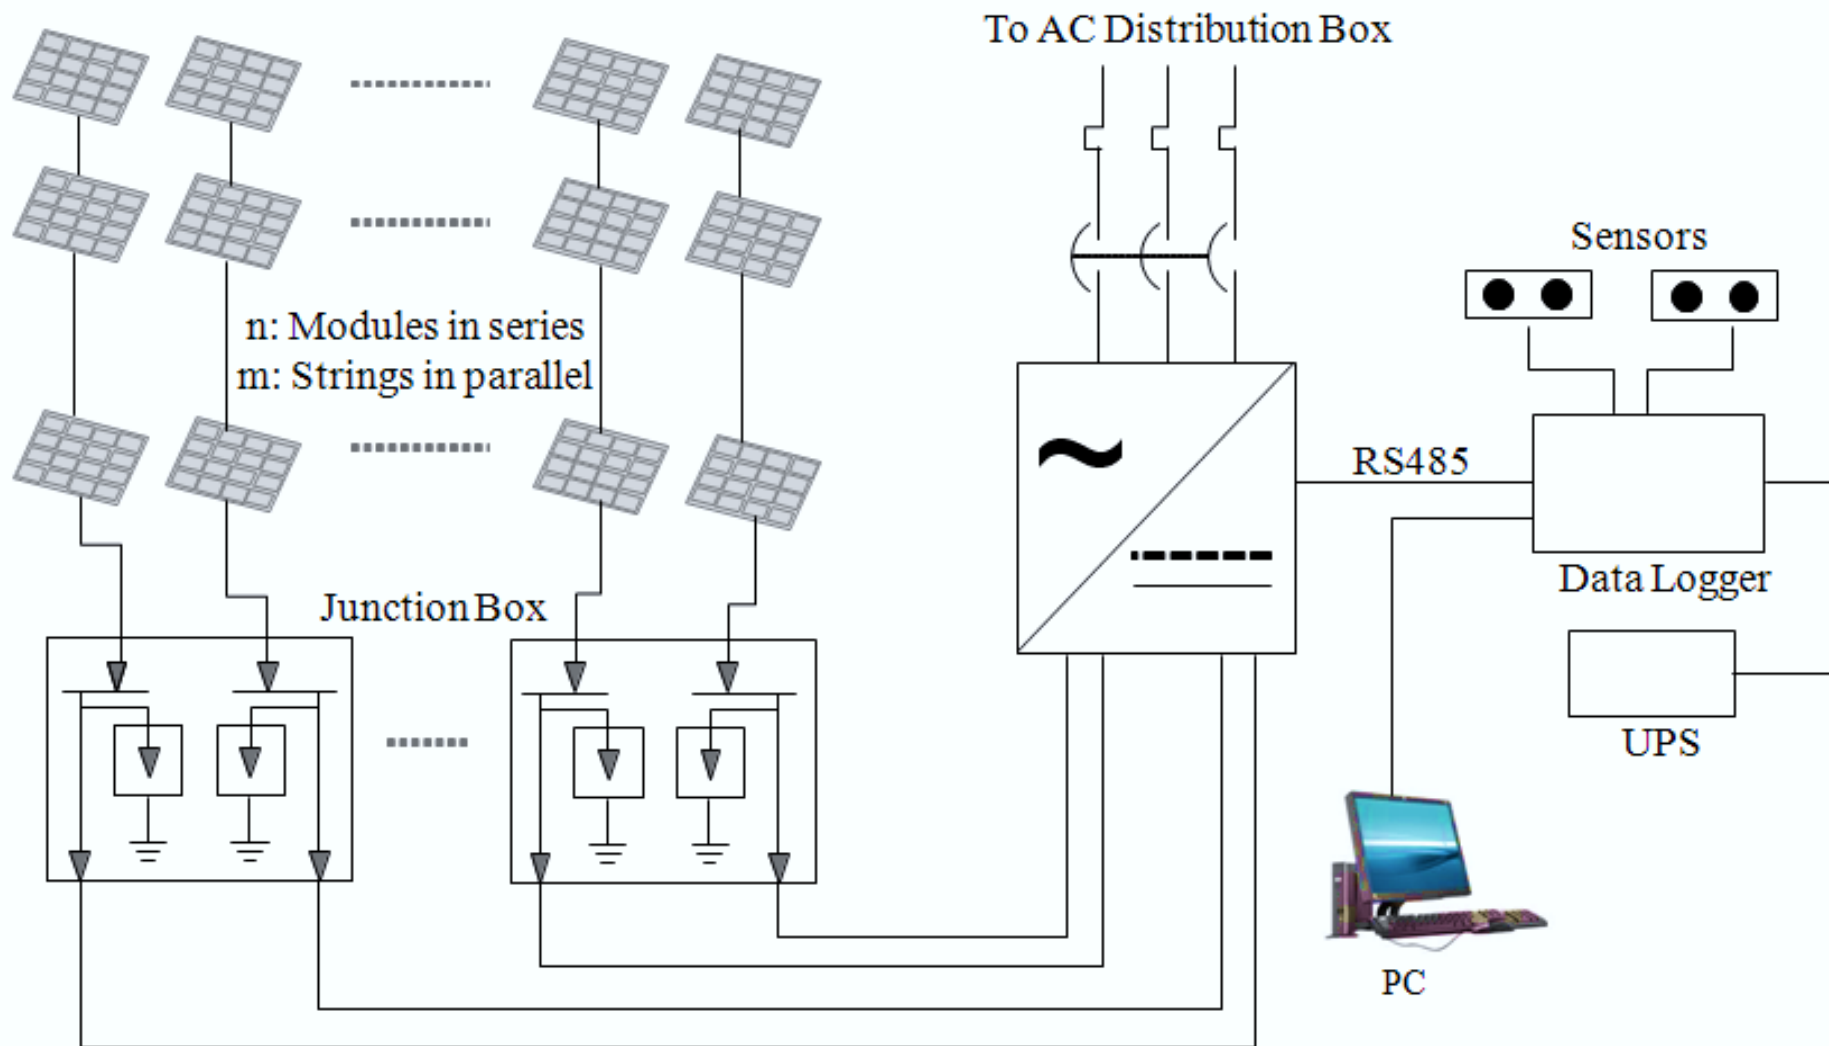 To AC Distribution Box
Sensors
n: Modules in series
m: Strings in parallel
RS485
Data Logger
Junction Box
UPS
PC